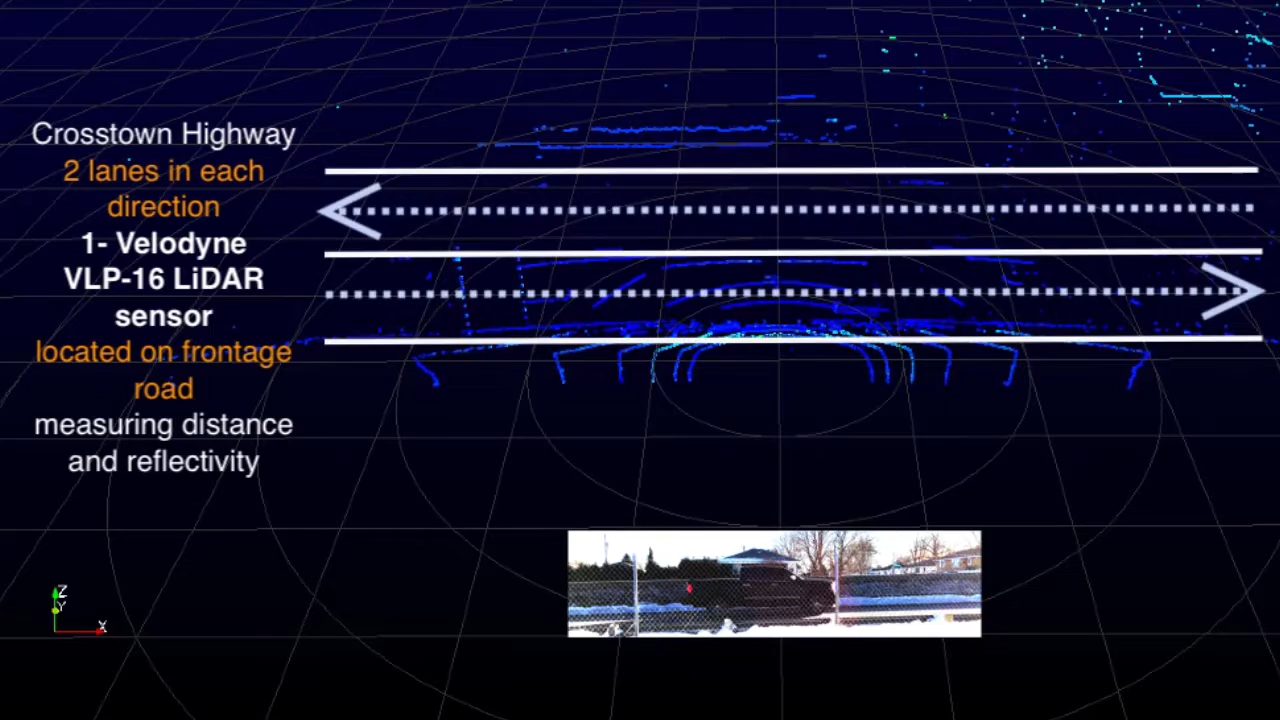 Crosstown Highway
2 lanes in each
direction
1- Velodyne
VLP-16 LiDAR
sensor
located on frontage
road
measuring distance
and reflectivity
Z
Y
X